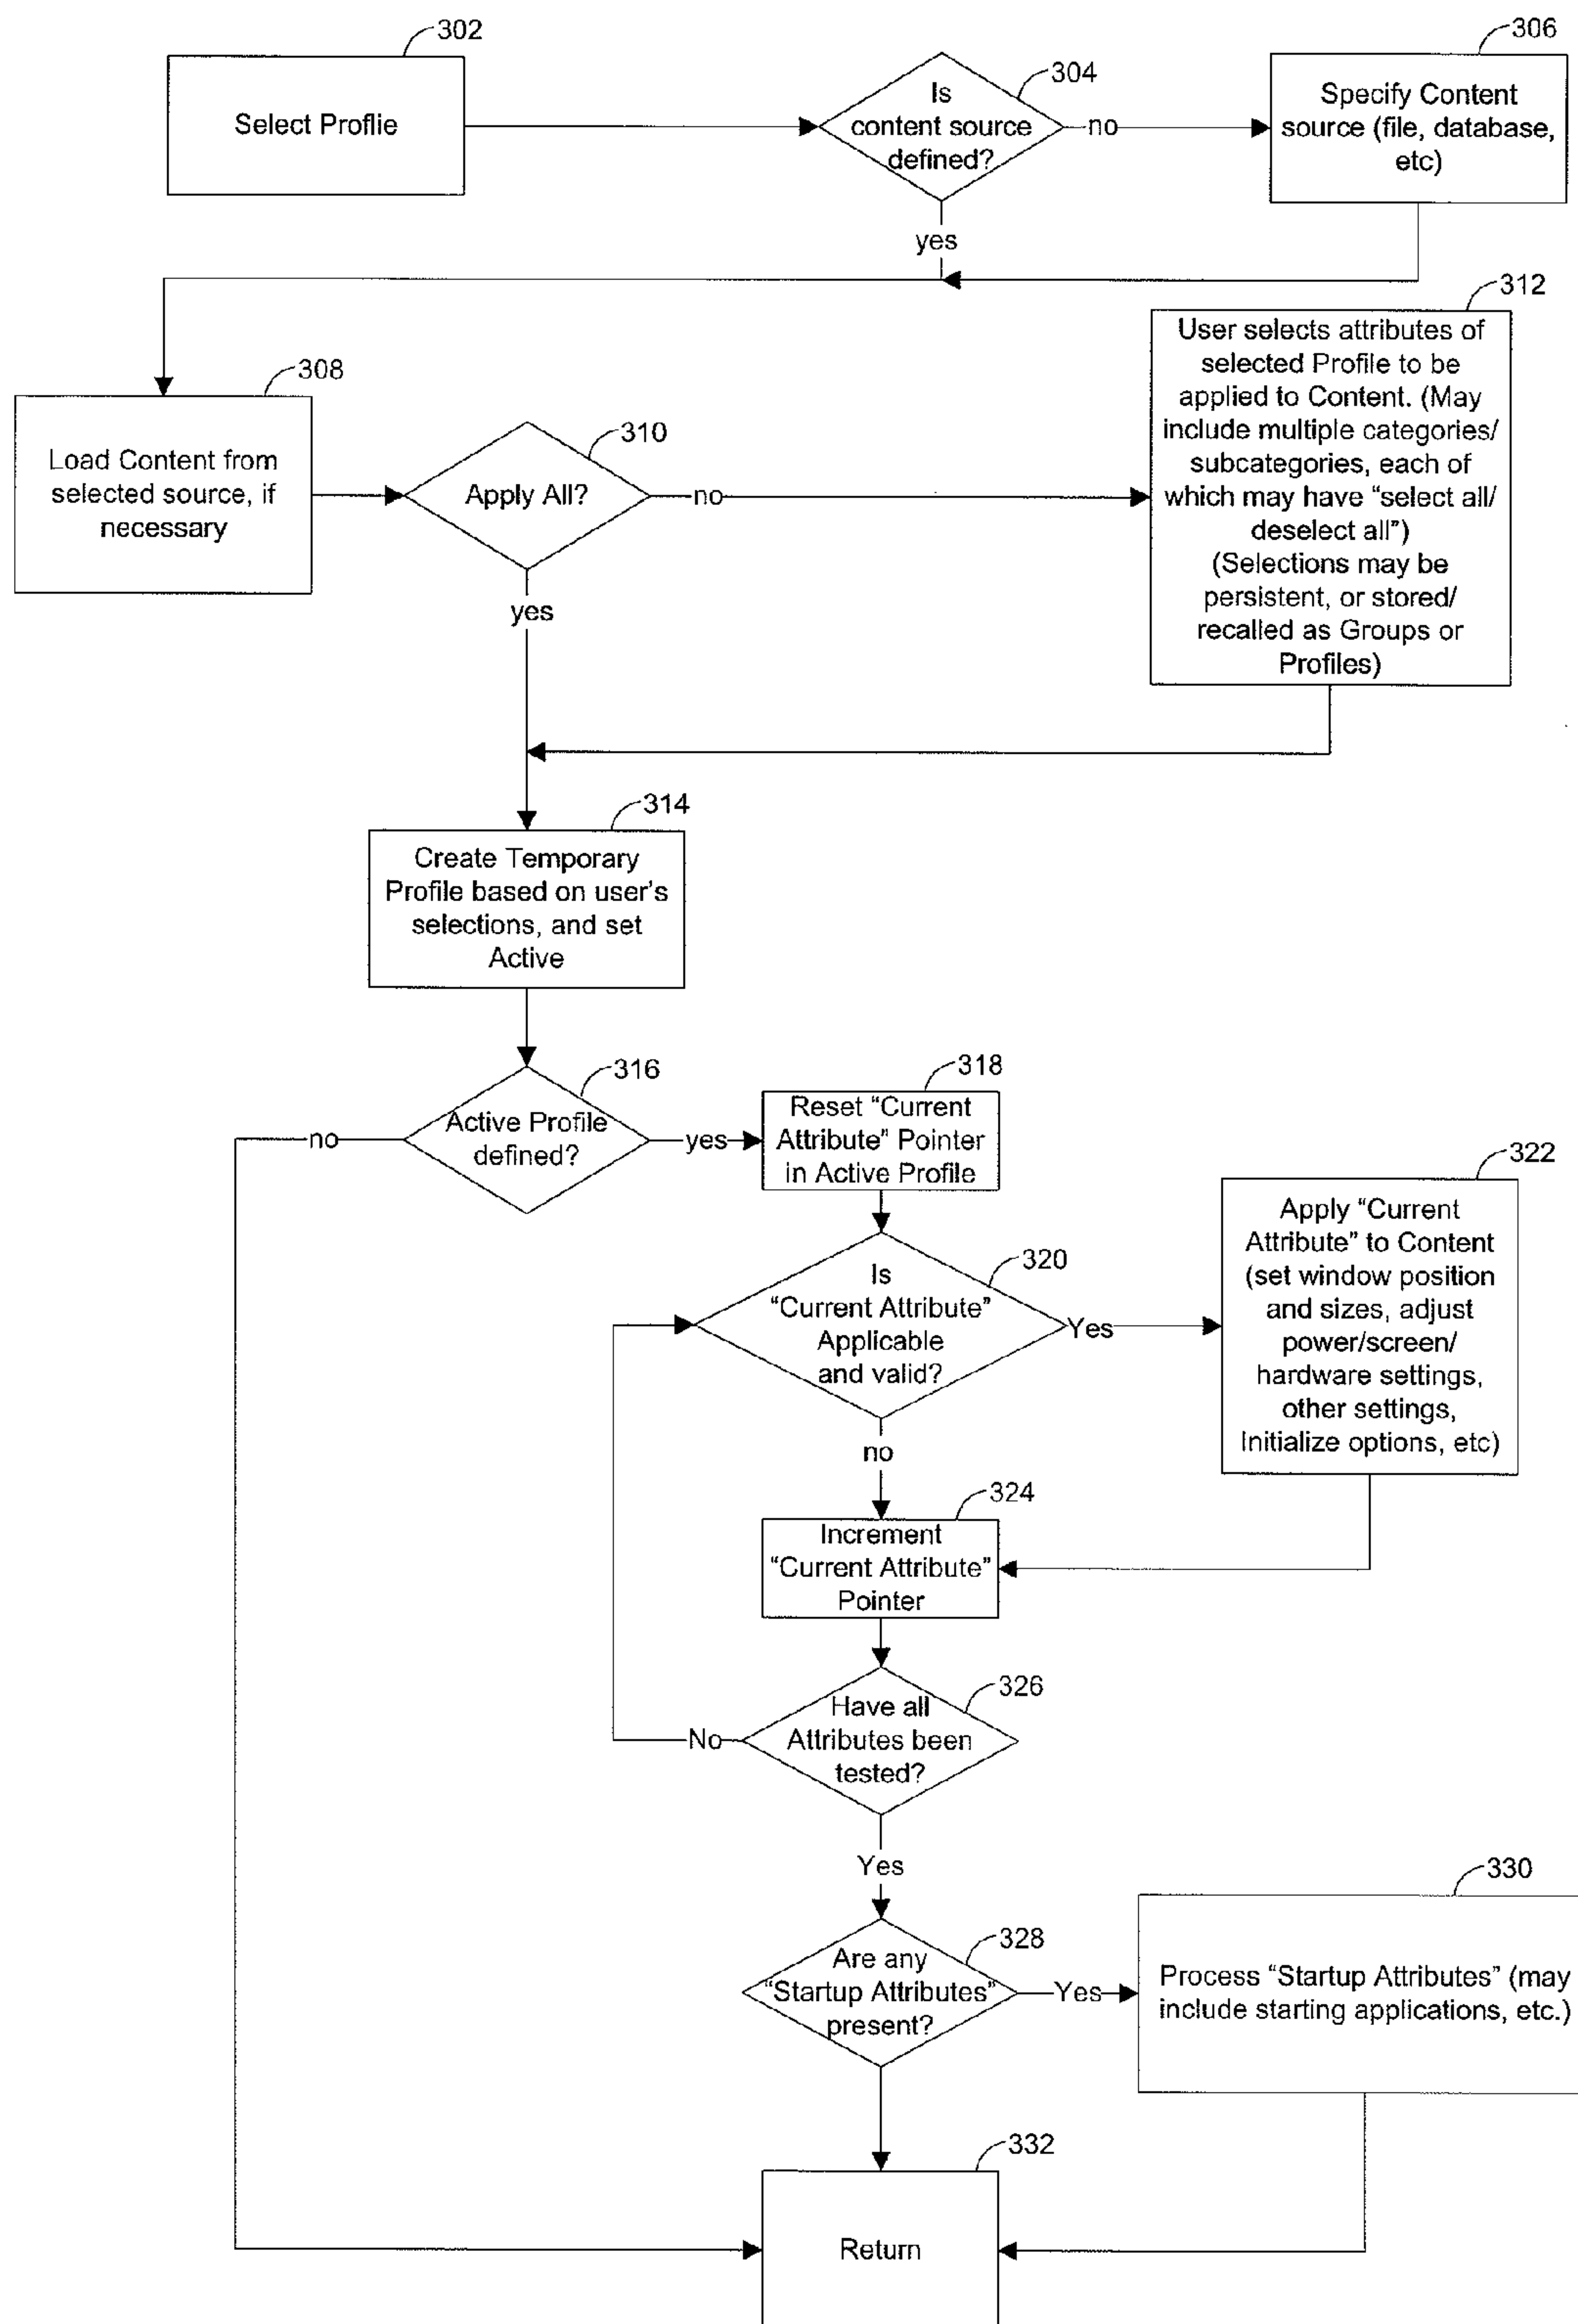 302
Select Proflie
304
Is
content source
defined?
no
306
Specify Content
source (file, database,
etc)
yes
308
Load Content from
selected source, if
necessary
310
Apply All?
no
312
User selects attributes of
selected Profile to be
applied to Content. (May
include multiple categories/
subcategories, each of
which may have “select all/
deselect all”)
(Selections may be
persistent, or stored/
recalled as Groups or
Profiles)
yes
314
Create Temporary
Profile based on user’s
selections, and set
Active
316
Active Profile
defined?
no
yes
318
Reset “Current
Attribute” Pointer
in Active Profile
320
Is
“Current Attribute”
Applicable
and valid?
Yes
322
Apply “Current
Attribute” to Content
(set window position
and sizes, adjust
power/screen/
hardware settings,
other settings,
Initialize options, etc)
no
324
Increment
“Current Attribute”
Pointer
326
Have all
Attributes been
tested?
No
Yes
328
Are any
“Startup Attributes”
present?
Yes
330
Process “Startup Attributes” (may
include starting applications, etc.)
332
Return